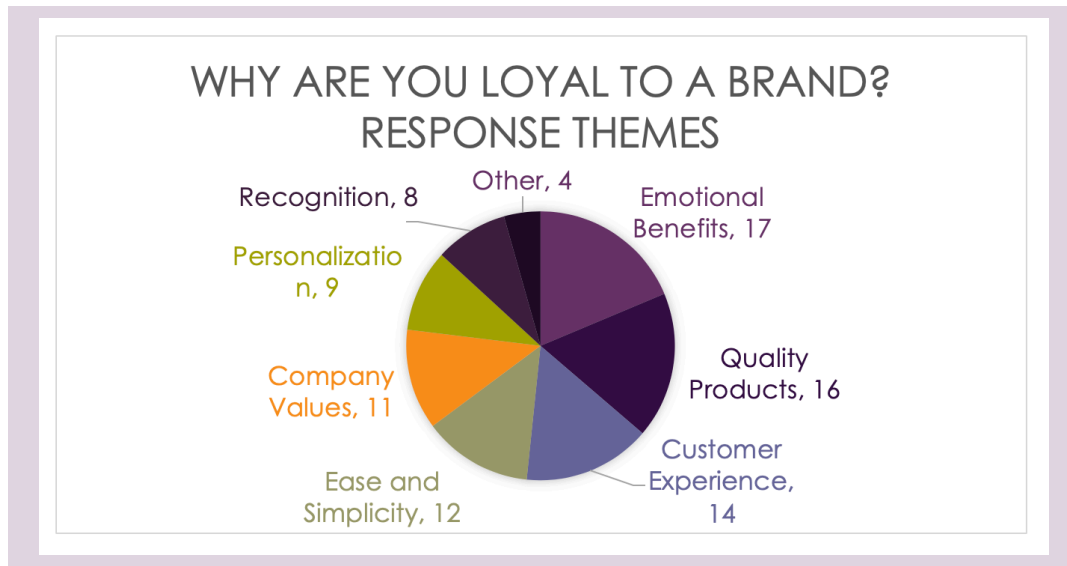 WHY ARE YOU LOYAL TO A BRAND?
RESPONSE THEMES
Other, 4
Recognition, 8
Emotional
Benefits, 17
Personalizatio
n, 9
Quality
Products, 16
Company
Values, 11
Customer
Experience,
14
Ease and
Simplicity, 12